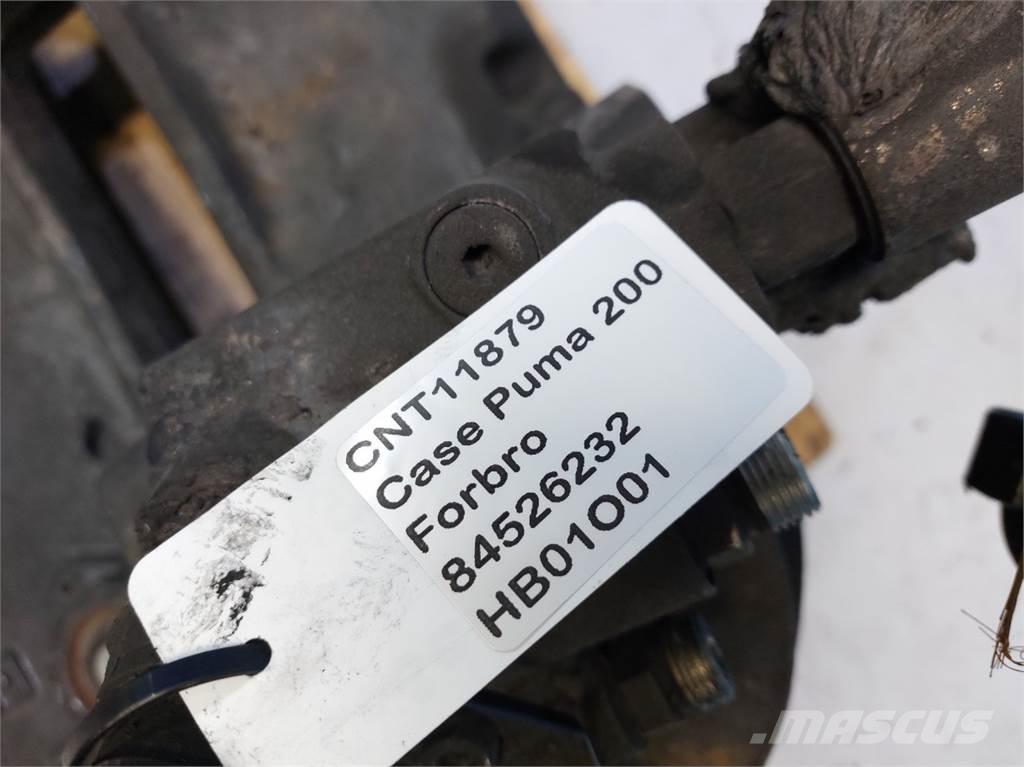 CNT11879
Case Puma 200
Forbro
84526232
HB01O01
MASCUS